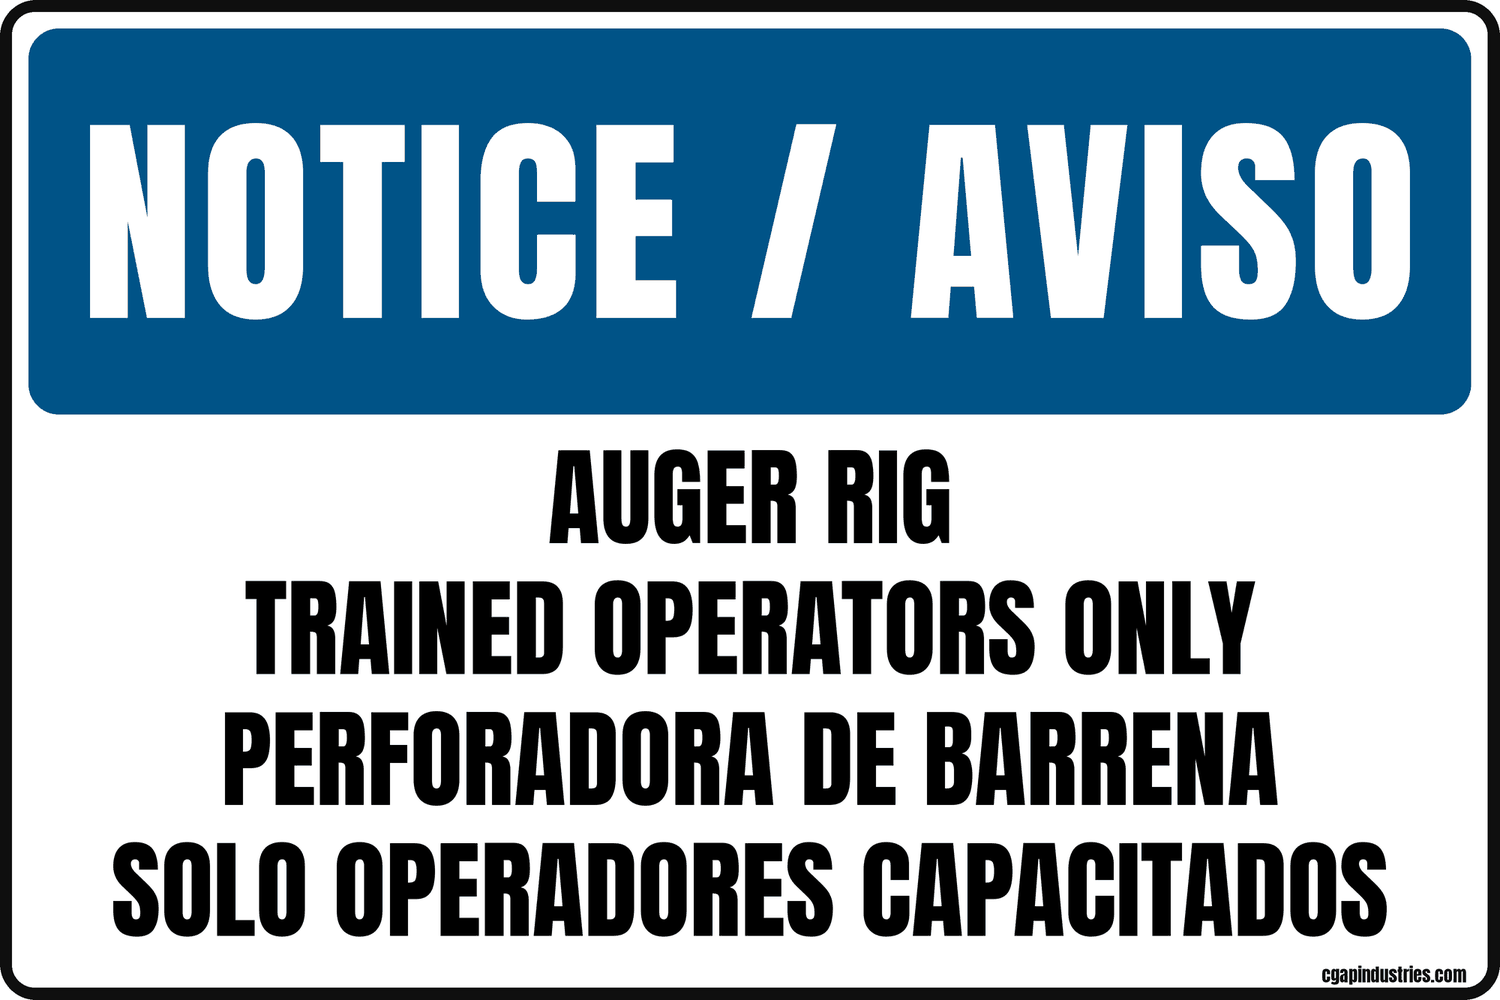 NOTICE / AVISO
AUGER RIG
TRAINED OPERATORS ONLY
PERFORADORA DE BARRENA
SOLO OPERADORES CAPACITADOS
cgapindustries.com